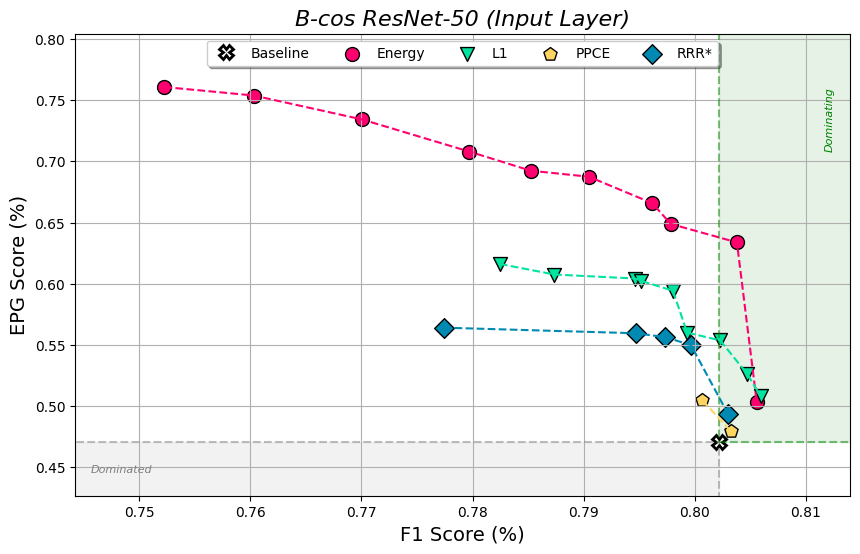 B-cos ResNet-50 (Input Layer)
Baseline Energy L1 PPCE RRR*
Dominating
Dominated
EPG Score (%)
0.80
0.75
0.70
0.65
0.60
0.55
0.50
0.45
0.75 0.76 0.77 0.78 0.79 0.80 0.81
F1 Score (%)